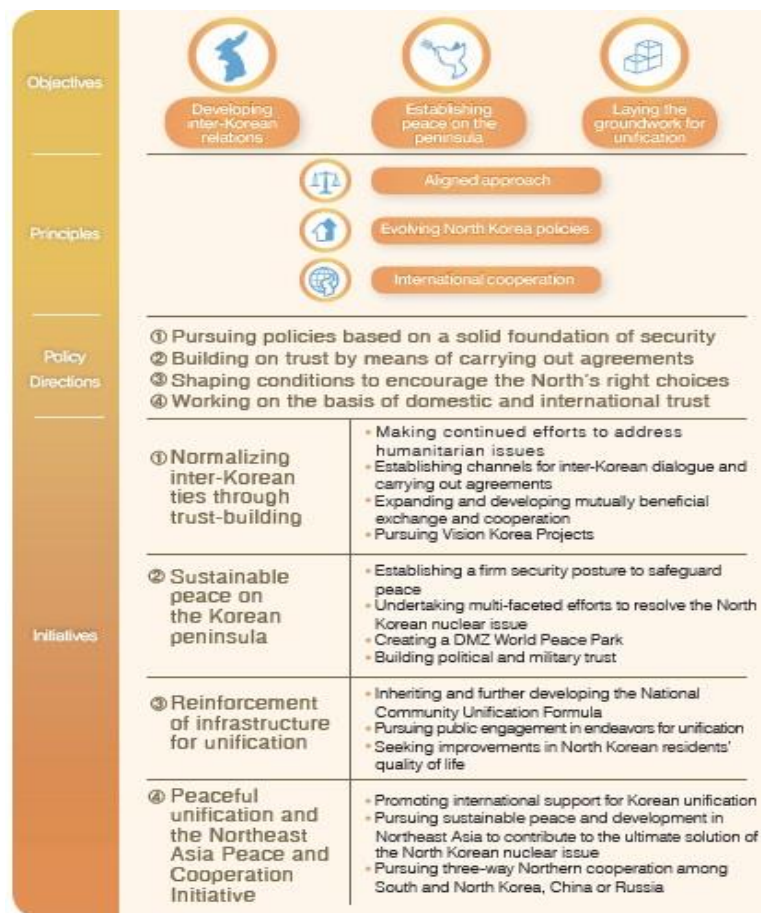 Objectives
Developing
inter-Korean
relations
Establishing
peace on the
peninsula
Laying the
groundwork for
unification
Principles
Aligned approach
Evolving North Korea policies
International cooperation
Policy
Directions
① Pursuing policies based on a solid foundation of security
② Building on trust by means of carrying out agreements
③ Shaping conditions to encourage the North's right choices
④ Working on the basis of domestic and international trust
Initiatives
① Normalizing
inter-Korean
ties through
trust-building
• Making continued efforts to address
humanitarian issues
• Establishing channels for inter-Korean dialogue and
carrying out agreements
• Expanding and developing mutually beneficial
exchange and cooperation
• Pursuing Vision Korea Projects
② Sustainable
peace on
the Korean
peninsula
• Establishing a firm security posture to safeguard
peace
• Undertaking multi-faceted efforts to resolve the North
Korean nuclear issue
• Creating a DMZ World Peace Park
• Building political and military trust
③ Reinforcement
of infrastructure
for unification
• Inheriting and further developing the National
Community Unification Formula
• Pursuing public engagement in endeavors for unification
• Seeking improvements in North Korean residents'
quality of life
④ Peaceful
unification and
the Northeast
Asia Peace and
Cooperation
Initiative
• Promoting international support for Korean unification
• Pursuing sustainable peace and development in
Northeast Asia to contribute to the ultimate solution of
the North Korean nuclear issue
• Pursuing three-way Northern cooperation among
South and North Korea, China or Russia